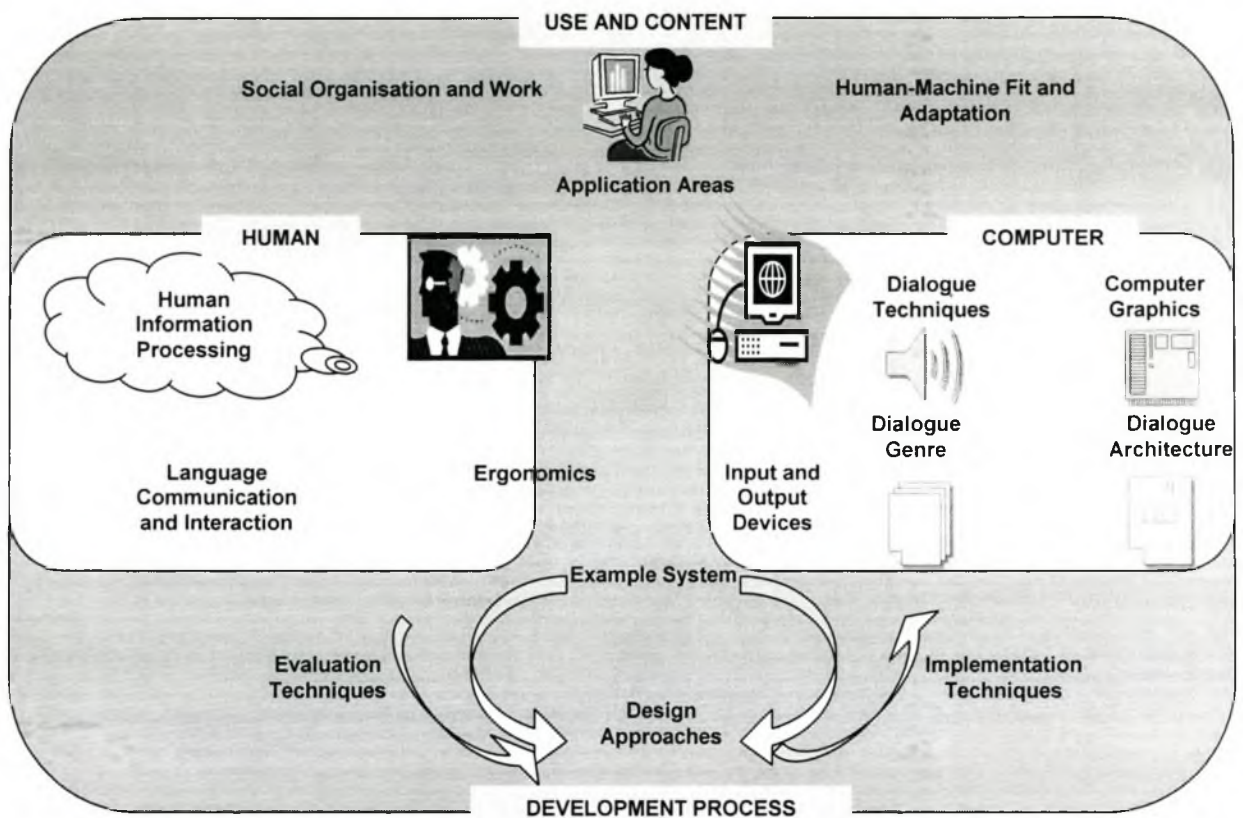 USE AND CONTENT
Social Organisation and Work
Human-Machine Fit and
Adaptation
Application Areas
HUMAN
COMPUTER
Human
Information
Processing
Dialogue
Techniques
Computer
Graphics
Dialogue
Genre
Dialogue
Architecture
Language
Communication
and Interaction
Ergonomics
Input and
Output
Devices
Example System
Evaluation
Techniques
Implementation
Techniques
Design
Approaches
DEVELOPMENT PROCESS